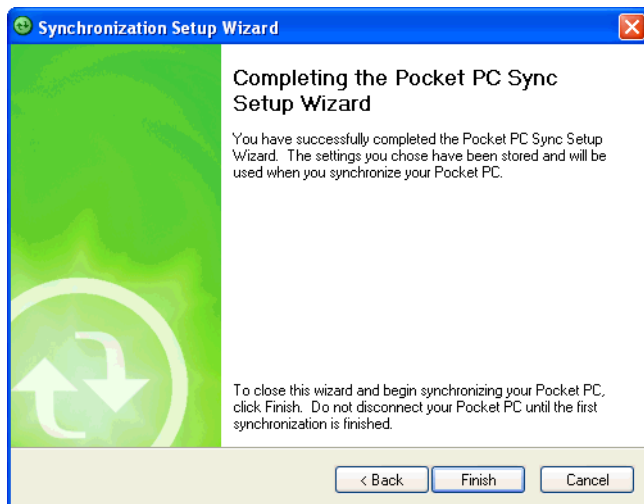 Synchronization Setup Wizard
Completing the Pocket PC Sync
Setup Wizard
You have successfully completed the Pocket PC Sync Setup
Wizard. The settings you chose have been stored and will be
used when you synchronize your Pocket PC.
To close this wizard and begin synchronizing your Pocket PC,
click Finish. Do not disconnect your Pocket PC until the first
synchronization is finished.
< Back Finish Cancel